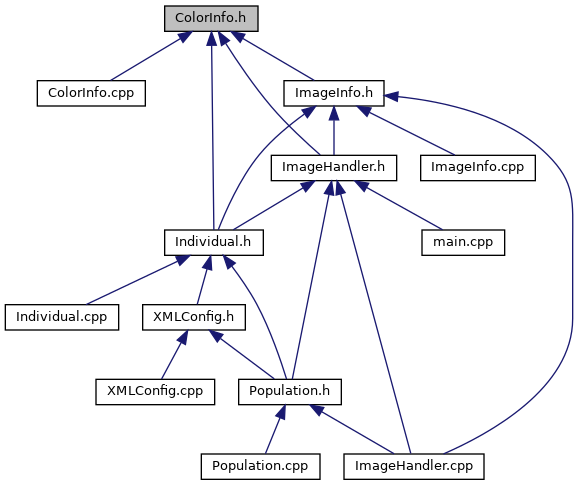 ColorInfo.h
ColorInfo.cpp
ImageInfo.h
ImageHandler.h
ImageInfo.cpp
Individual.h
main.cpp
Individual.cpp
XMLConfig.h
XMLConfig.cpp
Population.h
Population.cpp
ImageHandler.cpp